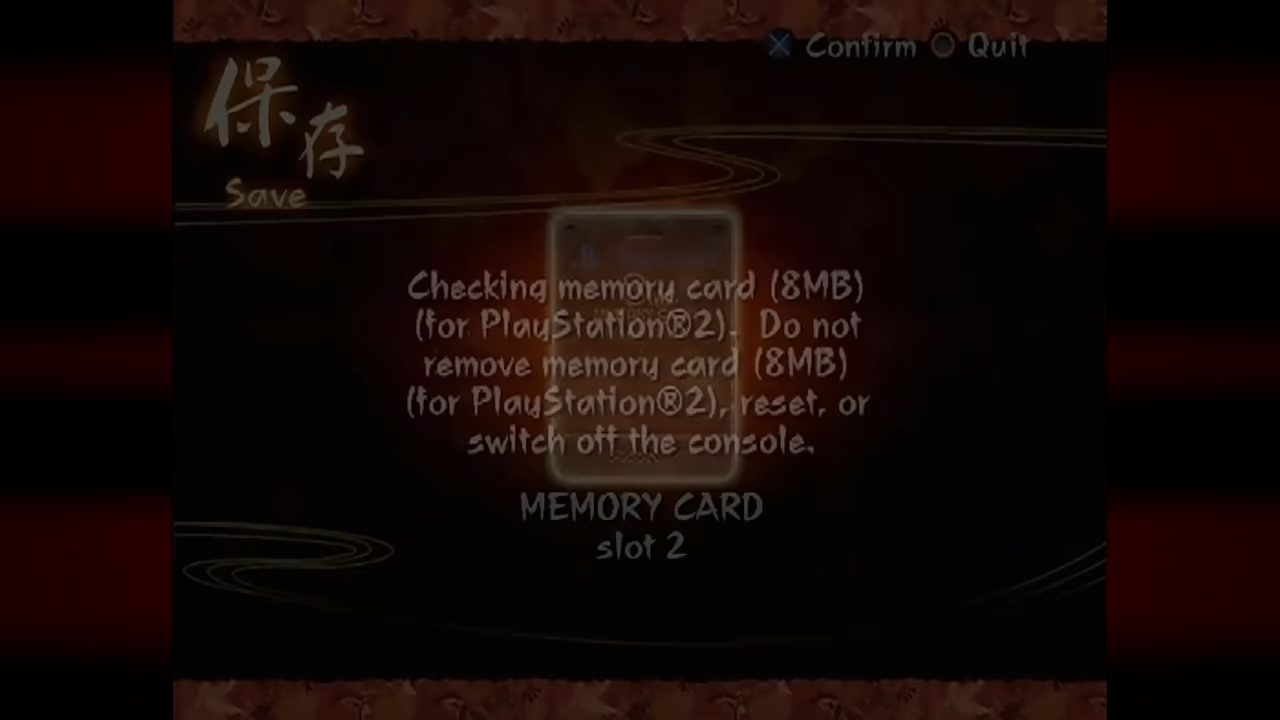 Confirm Quit
保存
Save
Checking memory card (8MB)
(for PlayStation®2). Do not
remove memory card (8MB)
(for PlayStation®2), reset, or
switch off the console.
MEMORY CARD
slot 2